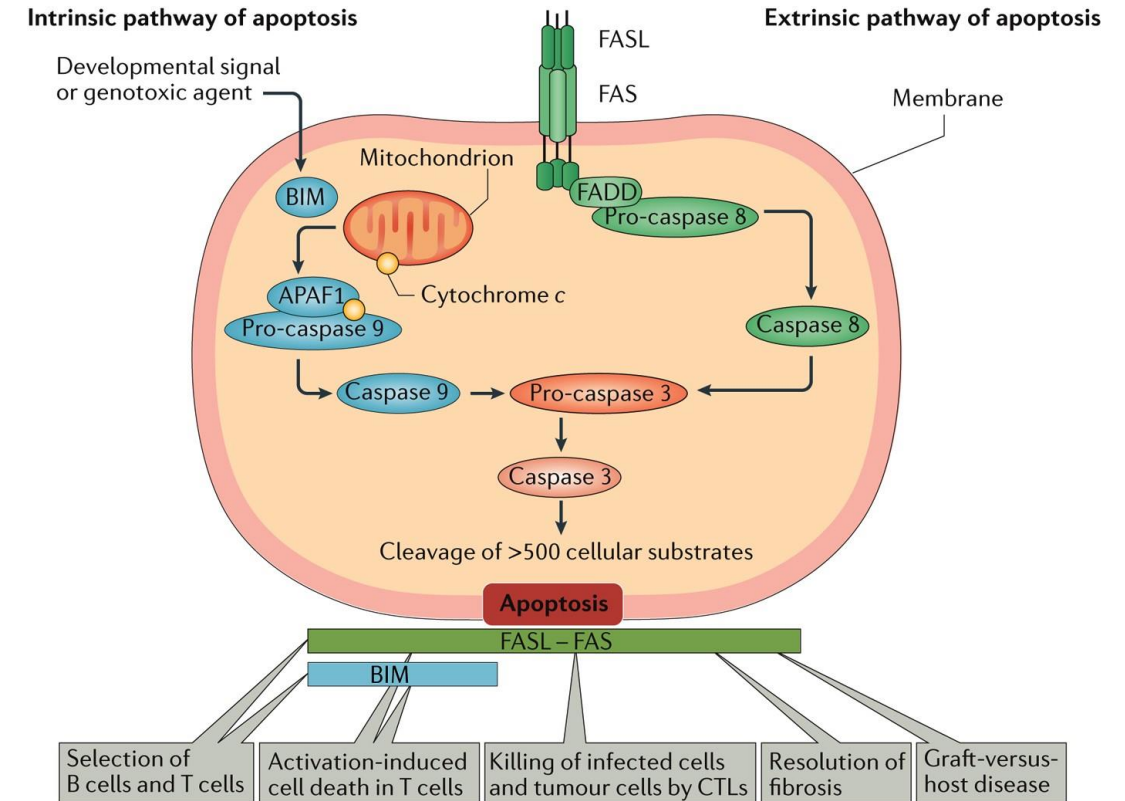 Intrinsic pathway of apoptosis
Extrinsic pathway of apoptosis
FASL
FAS
Developmental signal
or genotoxic agent
Membrane
Mitochondrion
BIM
FADD
Pro-caspase 8
APAF1
Cytochrome c
Pro-caspase 9
Caspase 8
Caspase 9
Pro-caspase 3
Caspase 3
Cleavage of >500 cellular substrates
Apoptosis
FASL – FAS
BIM
Selection of
B cells and T cells
Activation-induced
cell death in T cells
Killing of infected cells
and tumour cells by CTLs
Resolution of
fibrosis
Graft-versus-
host disease